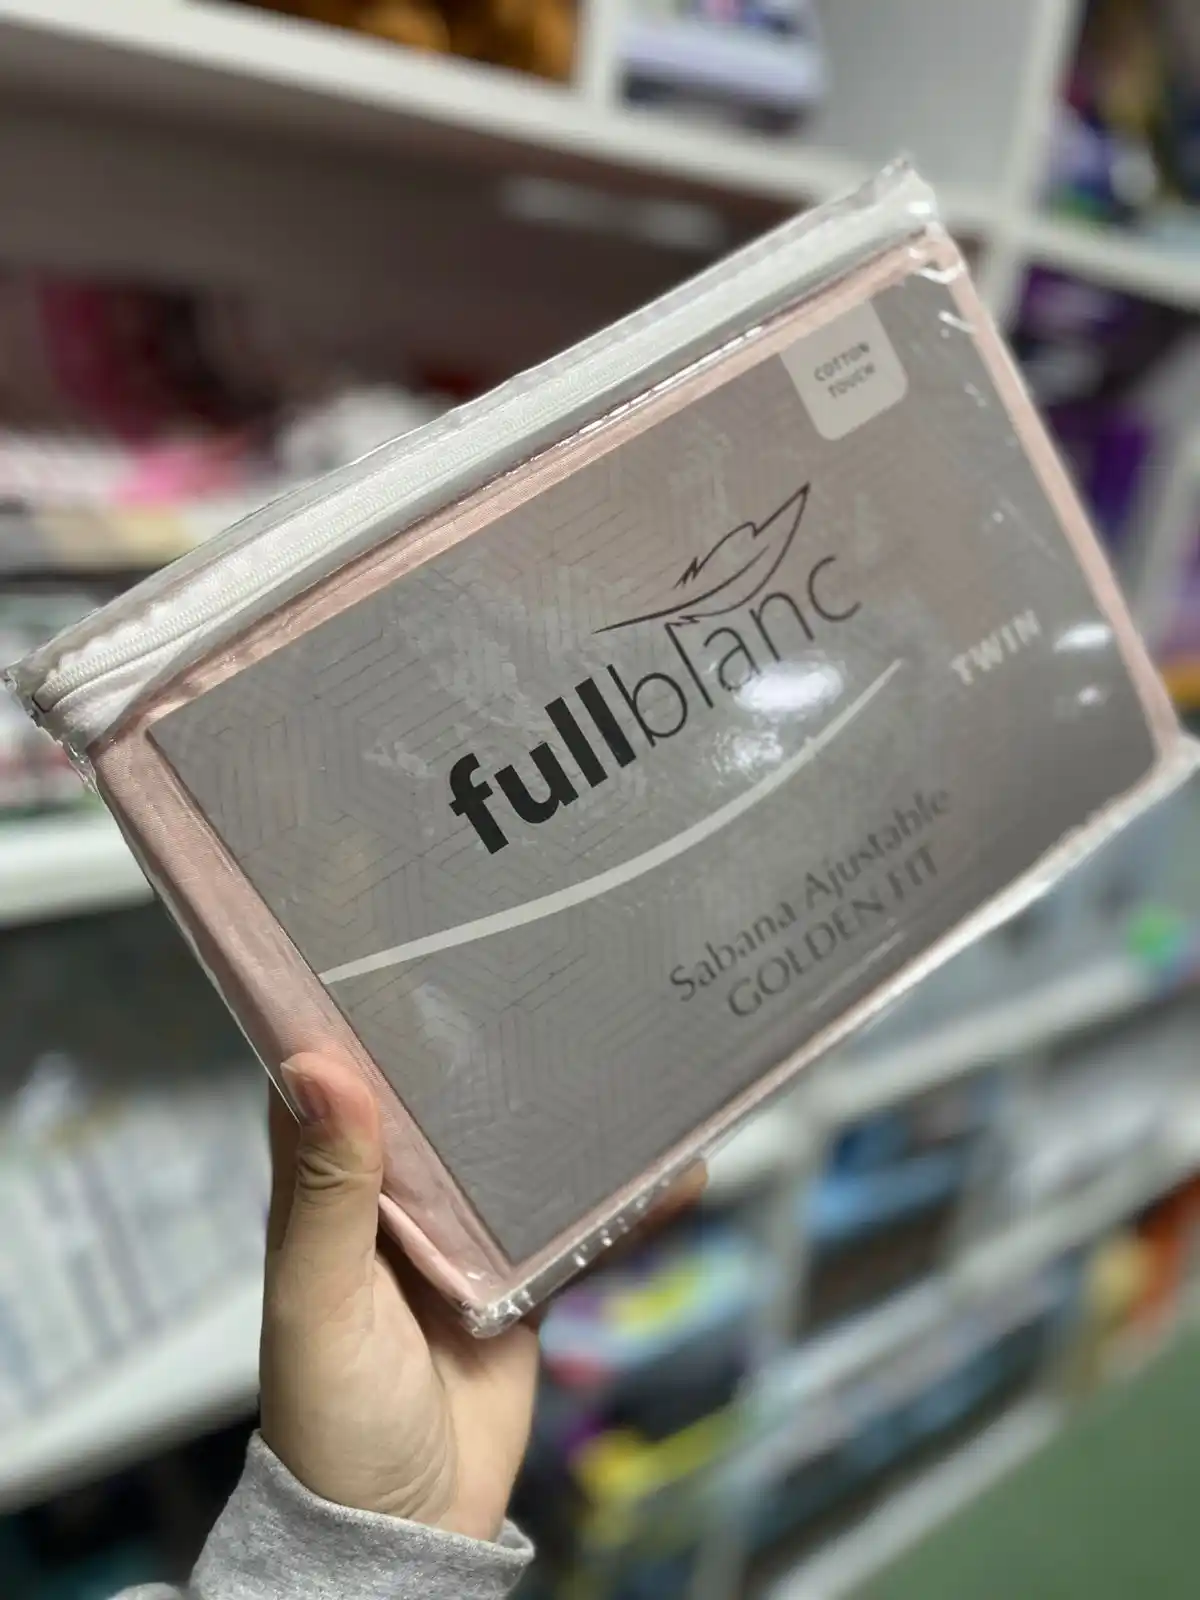 COTTON
TOUCH
fullblanc
TWIN
Sabana Ajustable
GOLDEN FIT